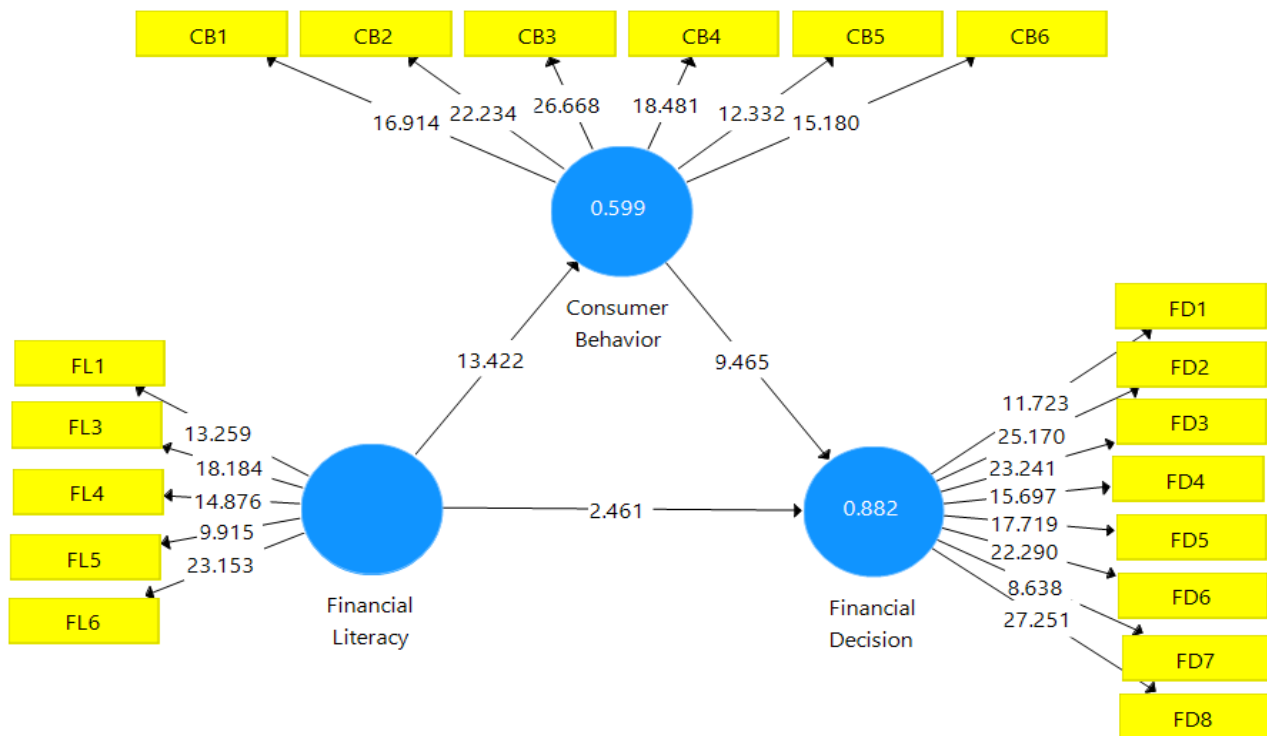 CB1 CB2 CB3 CB4 CB5 CB6
16.914 22.234 26.668 18.481 12.332 15.180
0.599
Consumer
Behavior
13.422
9.465
FL1
FL3
FL4
FL5
FL6
13.259
18.184
14.876
9.915
23.153
Financial
Literacy
2.461
0.882
Financial
Decision
11.723
25.170
23.241
15.697
17.719
22.290
8.638
27.251
FD1
FD2
FD3
FD4
FD5
FD6
FD7
FD8